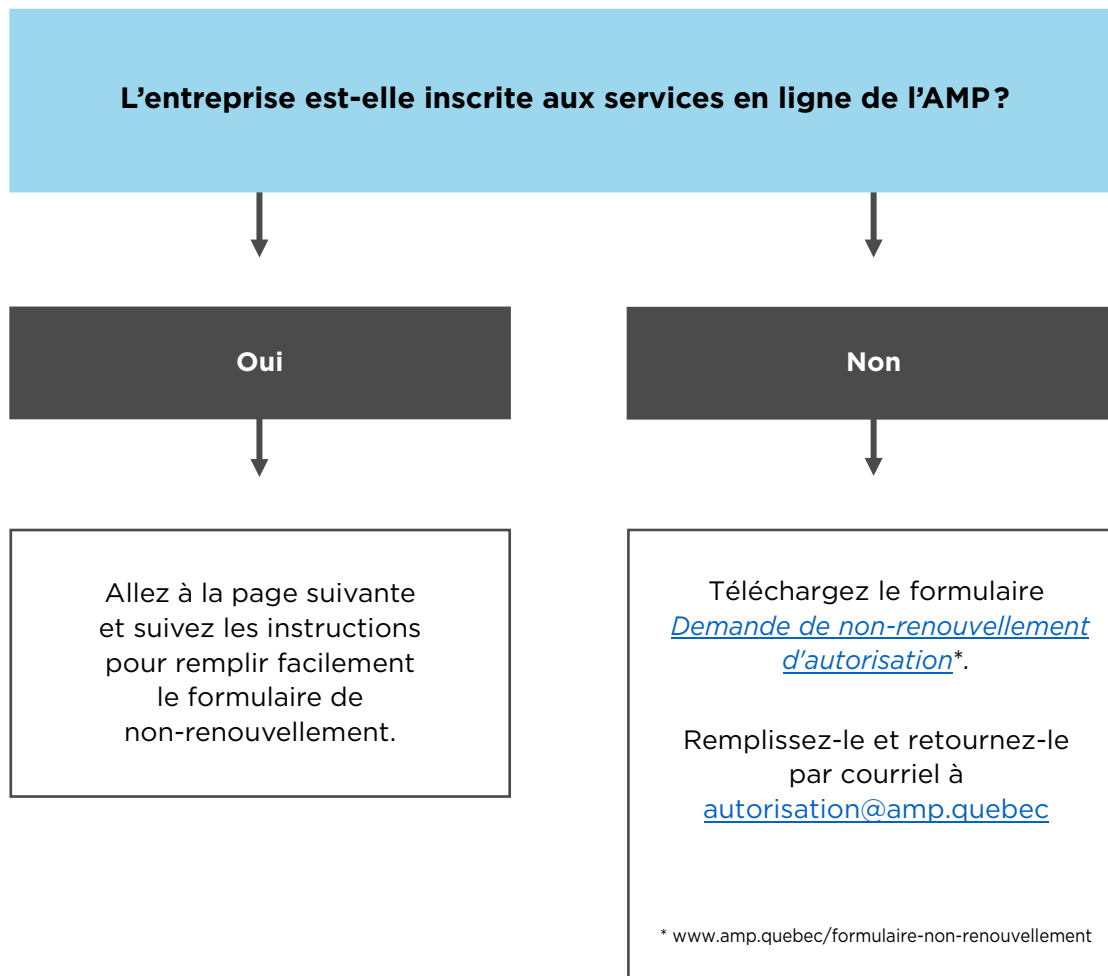 L'entreprise est-elle inscrite aux services en ligne de l'AMP ?
Oui
Allez à la page suivante
et suivez les instructions
pour remplir facilement
le formulaire de
non-renouvellement.
Non
Téléchargez le formulaire
Demande de non-renouvellement
d'autorisation*.
Remplissez-le et retournez-le
par courriel à
autorisation@amp.quebec
* www.amp.quebec/formulaire-non-renouvellement